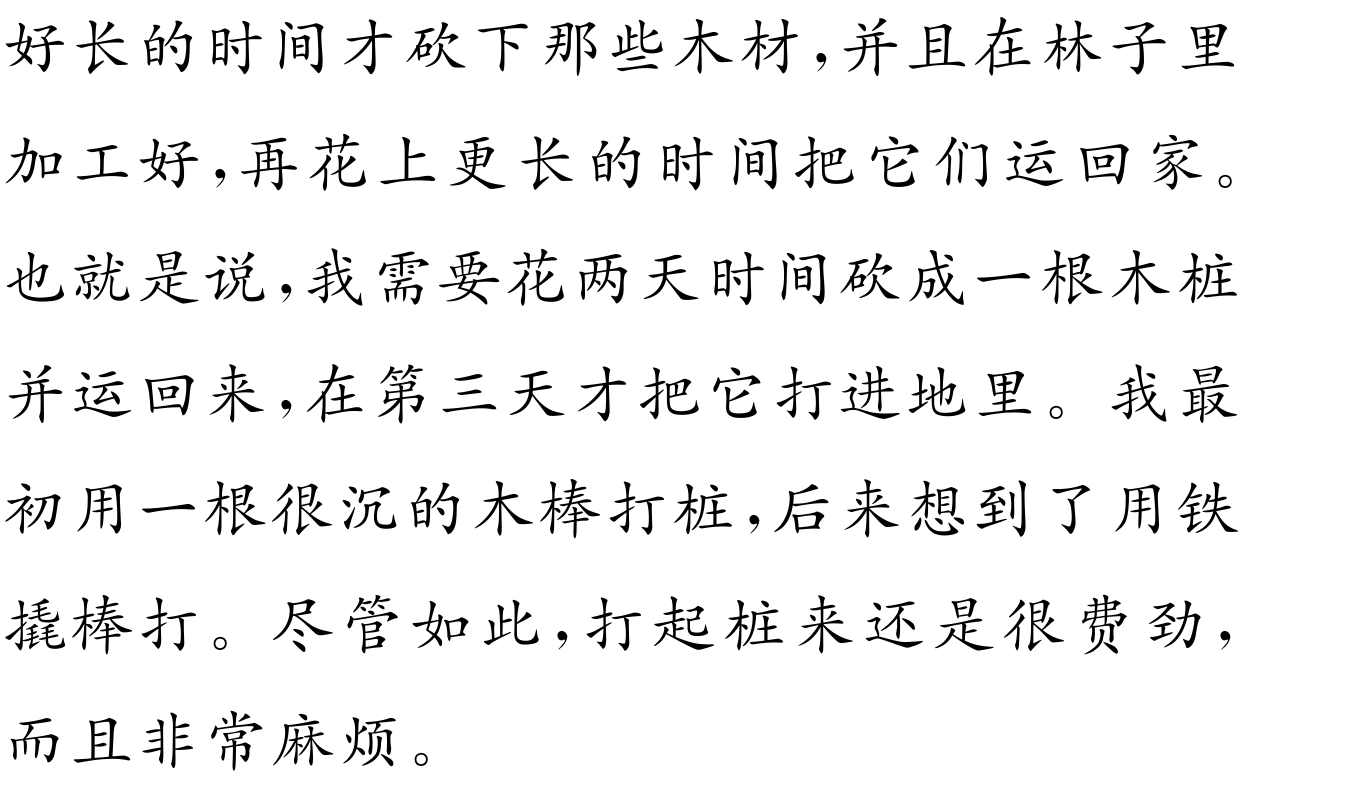 好长的时间才砍下那些木材,并且在林子里
加工好,再花上更长的时间把它们运回家。
也就是说,我需要花两天时间砍成一根木桩
并运回来,在第三天才把它打进地里。我最
初用一根很沉的木棒打桩,后来想到了用铁
撬棒打。尽管如此,打起桩来还是很费劲,
而且非常麻烦。